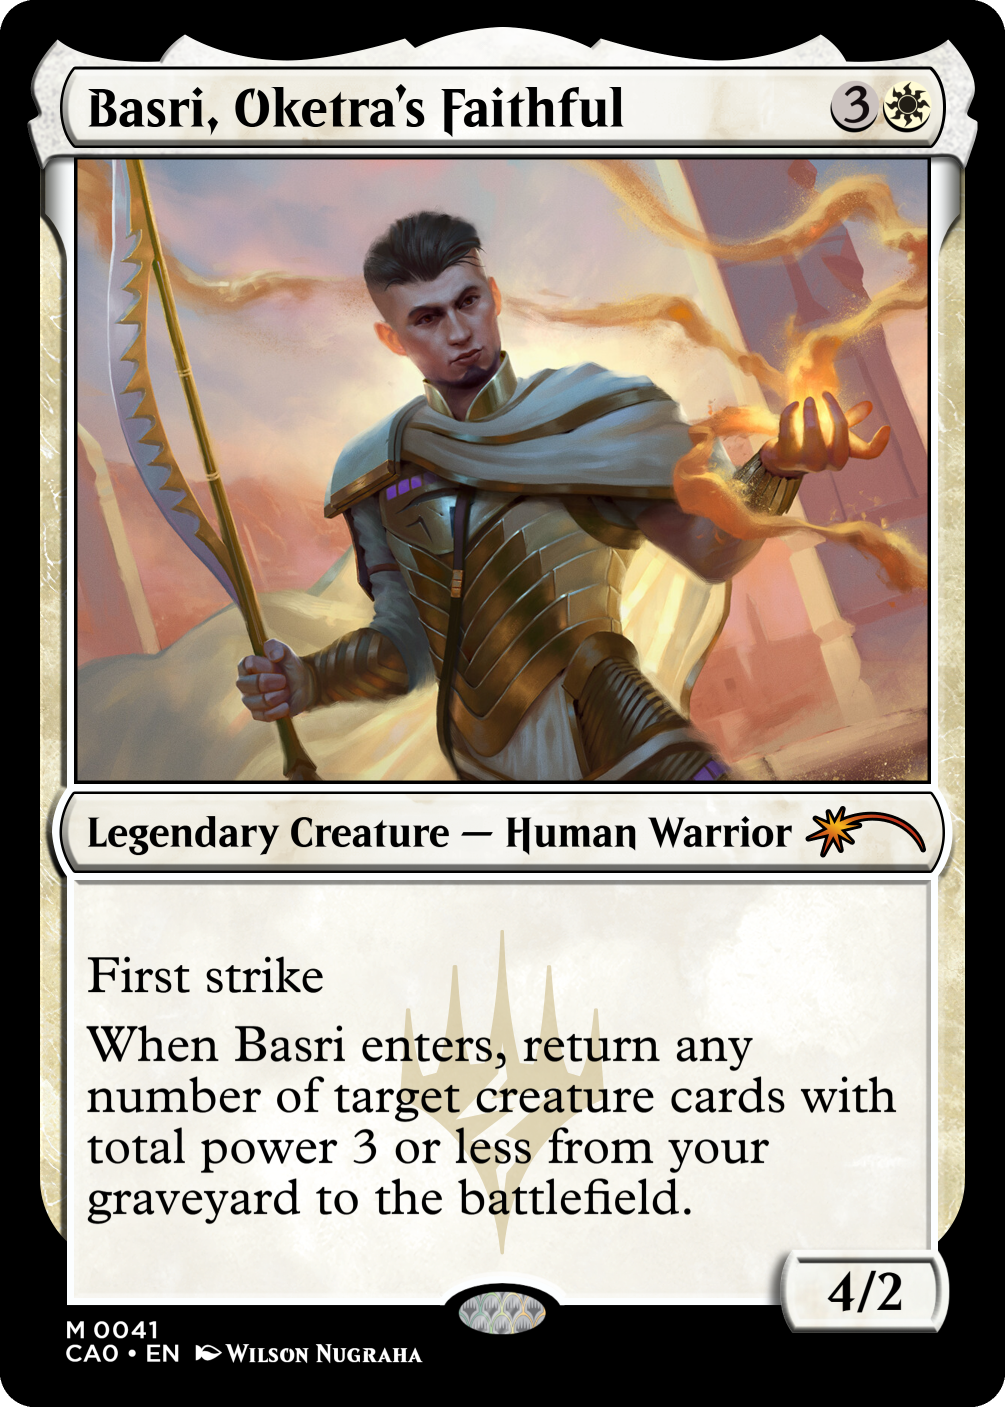 Basri, Oketra's Faithful 3
Legendary Creature — Human Warrior
First strike
When Basri enters, return any
number of target creature cards with
total power 3 or less from your
graveyard to the battlefield.
4/2
M 0041
CAO • EN Wilson Nugraha